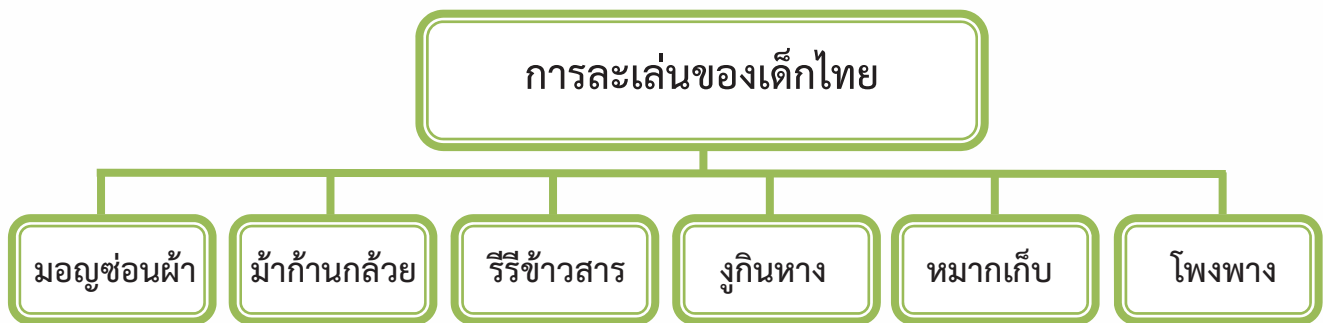 การละเล่นของเด็กไทย
มอญซ่อนผ้า
ม้าก้านกล้วย
รีรีข้าวสาร
งูกินหาง
หมากเก็บ
โพงพาง